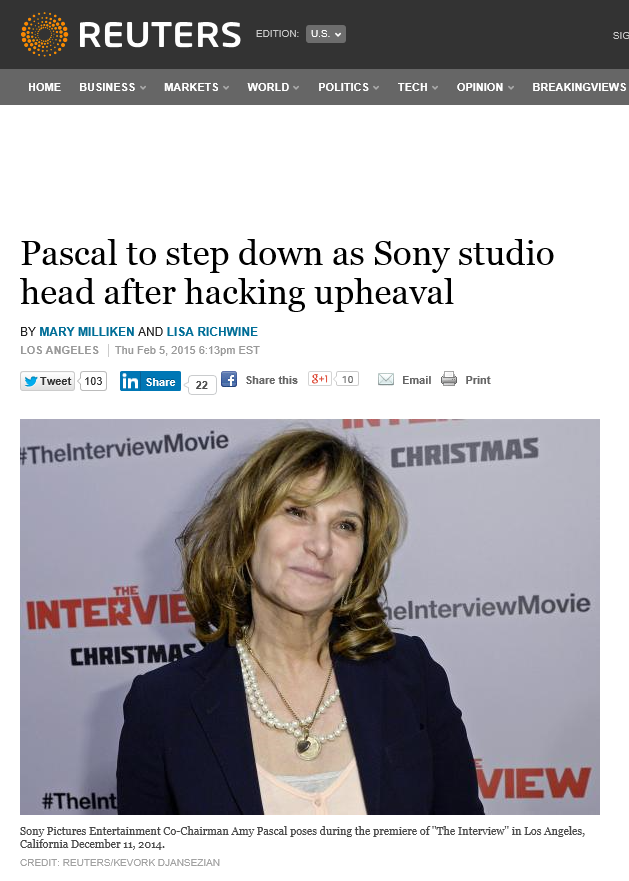 REUTERS EDITION: U.S. SIG
HOME BUSINESS MARKETS WORLD POLITICS TECH OPINION BREAKINGVIEWS
Pascal to step down as Sony studio
head after hacking upheaval
BY MARY MILLIKEN AND LISA RICHWINE
LOS ANGELES | Thu Feb 5, 2015 6:13pm EST
Tweet 103 in Share 22 f Share this g+1 10 Email Print
INTERVIEW
#TheInterviewMovie
CHRISTMAS
THE
INTERVIE
heInterviewMovie
CHRISTMAS
VIEW
#TheInt
Sony Pictures Entertainment Co-Chairman Amy Pascal poses during the premiere of "The Interview" in Los Angeles,
California December 11, 2014.
CREDIT: REUTERS/KEVORK DJANSEZIAN